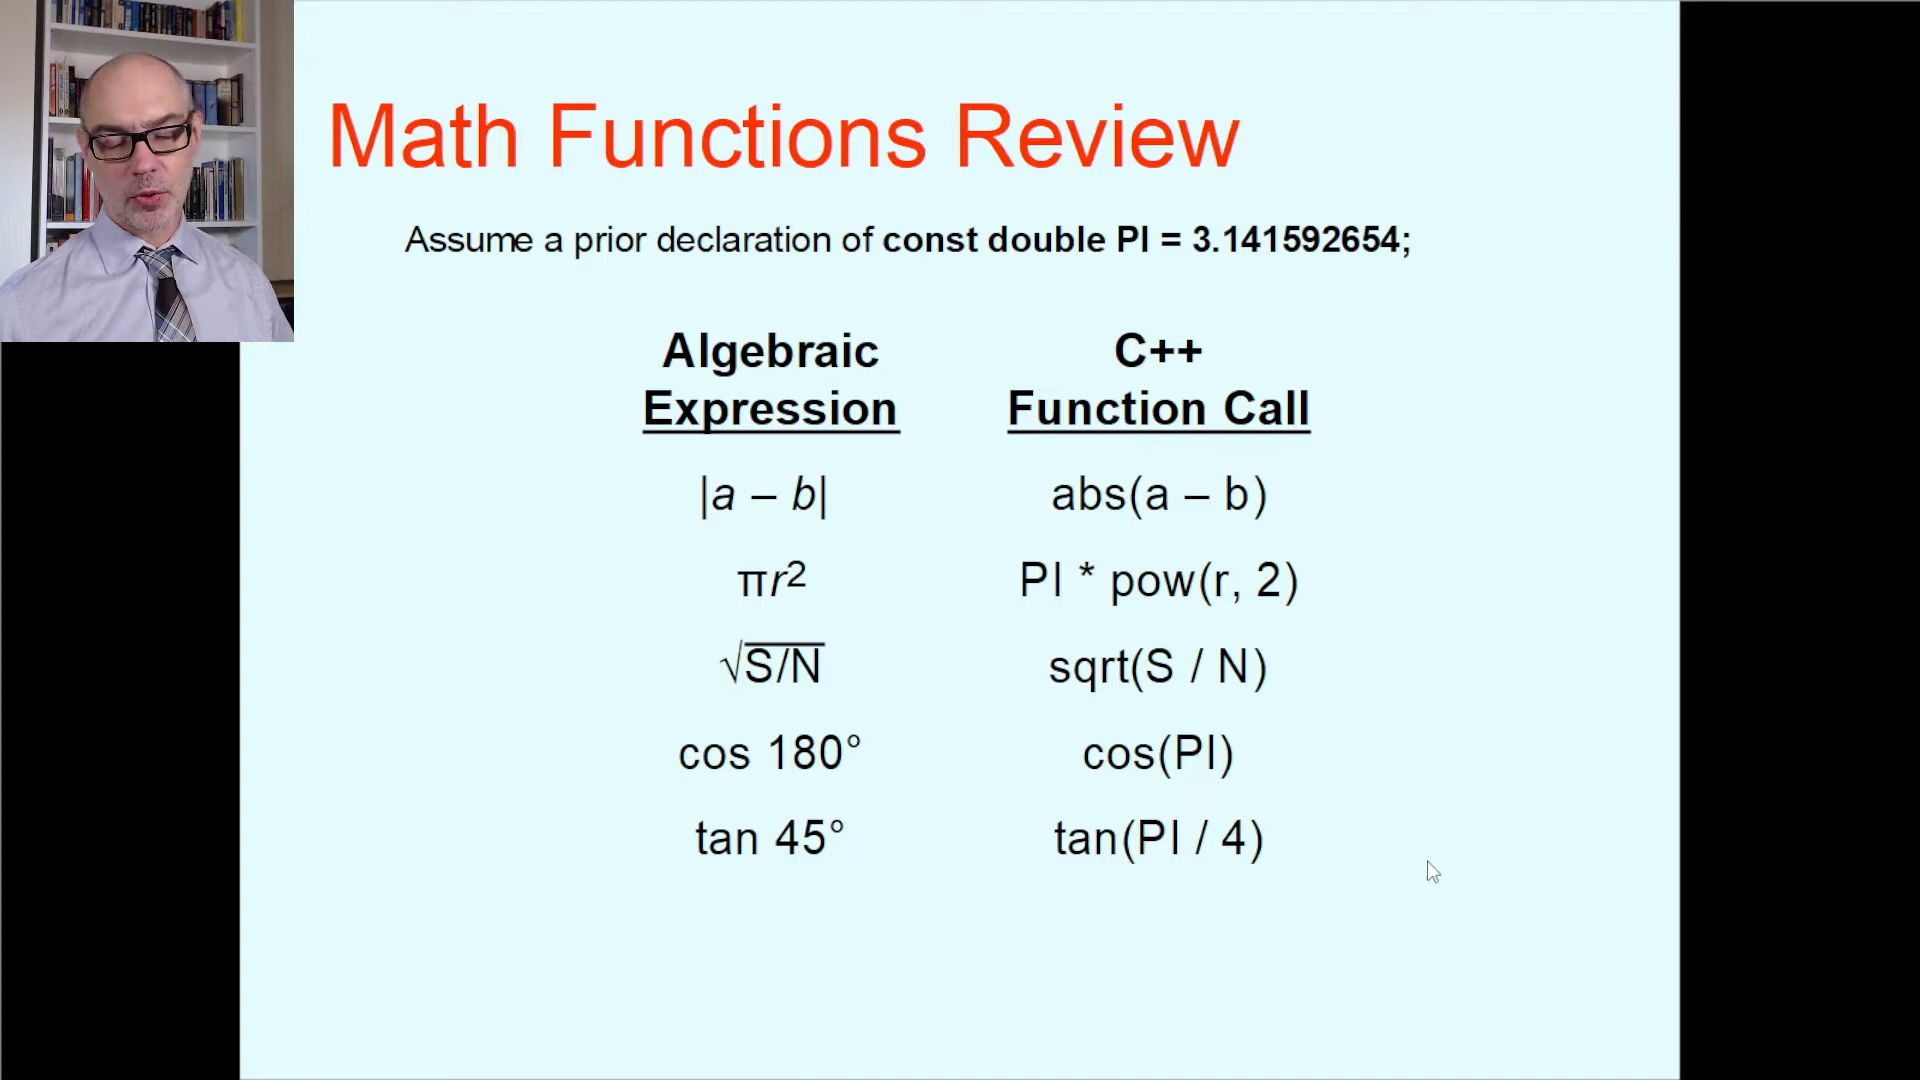 Math Functions Review
Assume a prior declaration of const double PI = 3.141592654;
Algebraic Expression
C++ Function Call
|a – b|
abs(a – b)
πr²
PI * pow(r, 2)
√S/N
sqrt(S / N)
cos 180°
cos(PI)
tan 45°
tan(PI / 4)